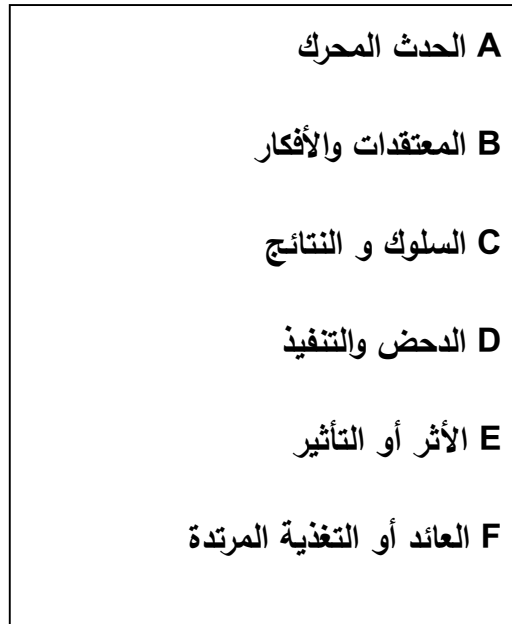 A الحدث المحرك
B المعتقدات والأفكار
C السلوك و النتائج
D الدحض والتنفيذ
E الأثر أو التأثير
F العائد أو التغذية المرتدة